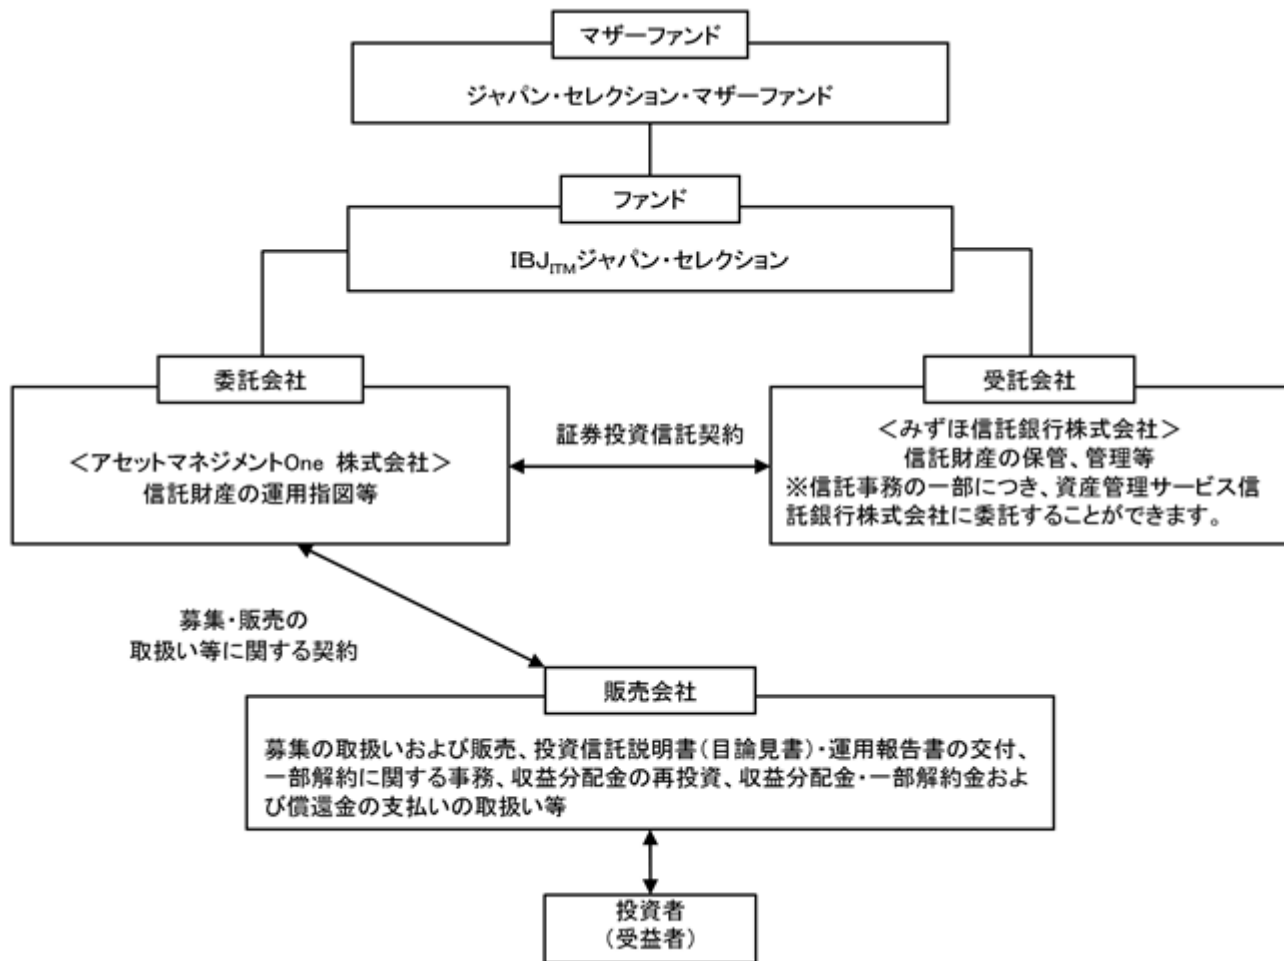 マザーファンド
ジャパン・セレクション・マザーファンド
ファンド
IBJITMジャパン・セレクション
委託会社
<アセットマネジメントOne 株式会社>
信託財産の運用指図等
証券投資信託契約
受託会社
<みずほ信託銀行株式会社>
信託財産の保管、管理等
※信託事務の一部につき、資産管理サービス信
託銀行株式会社に委託することができます。
募集・販売の
取扱い等に関する契約
販売会社
募集の取扱いおよび販売、投資信託説明書(目論見書)・運用報告書の交付、
一部解約に関する事務、収益分配金の再投資、収益分配金・一部解約金およ
び償還金の支払いの取扱い等
投資者
(受益者)